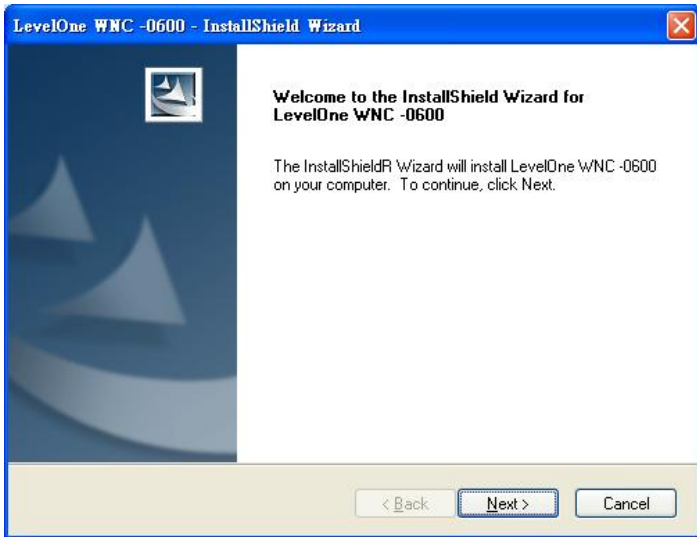 LevelOne WNC -0600 - InstallShield Wizard
Welcome to the InstallShield Wizard for
LevelOne WNC -0600
The InstallShieldR Wizard will install LevelOne WNC -0600
on your computer. To continue, click Next.
< Back
Next >
Cancel